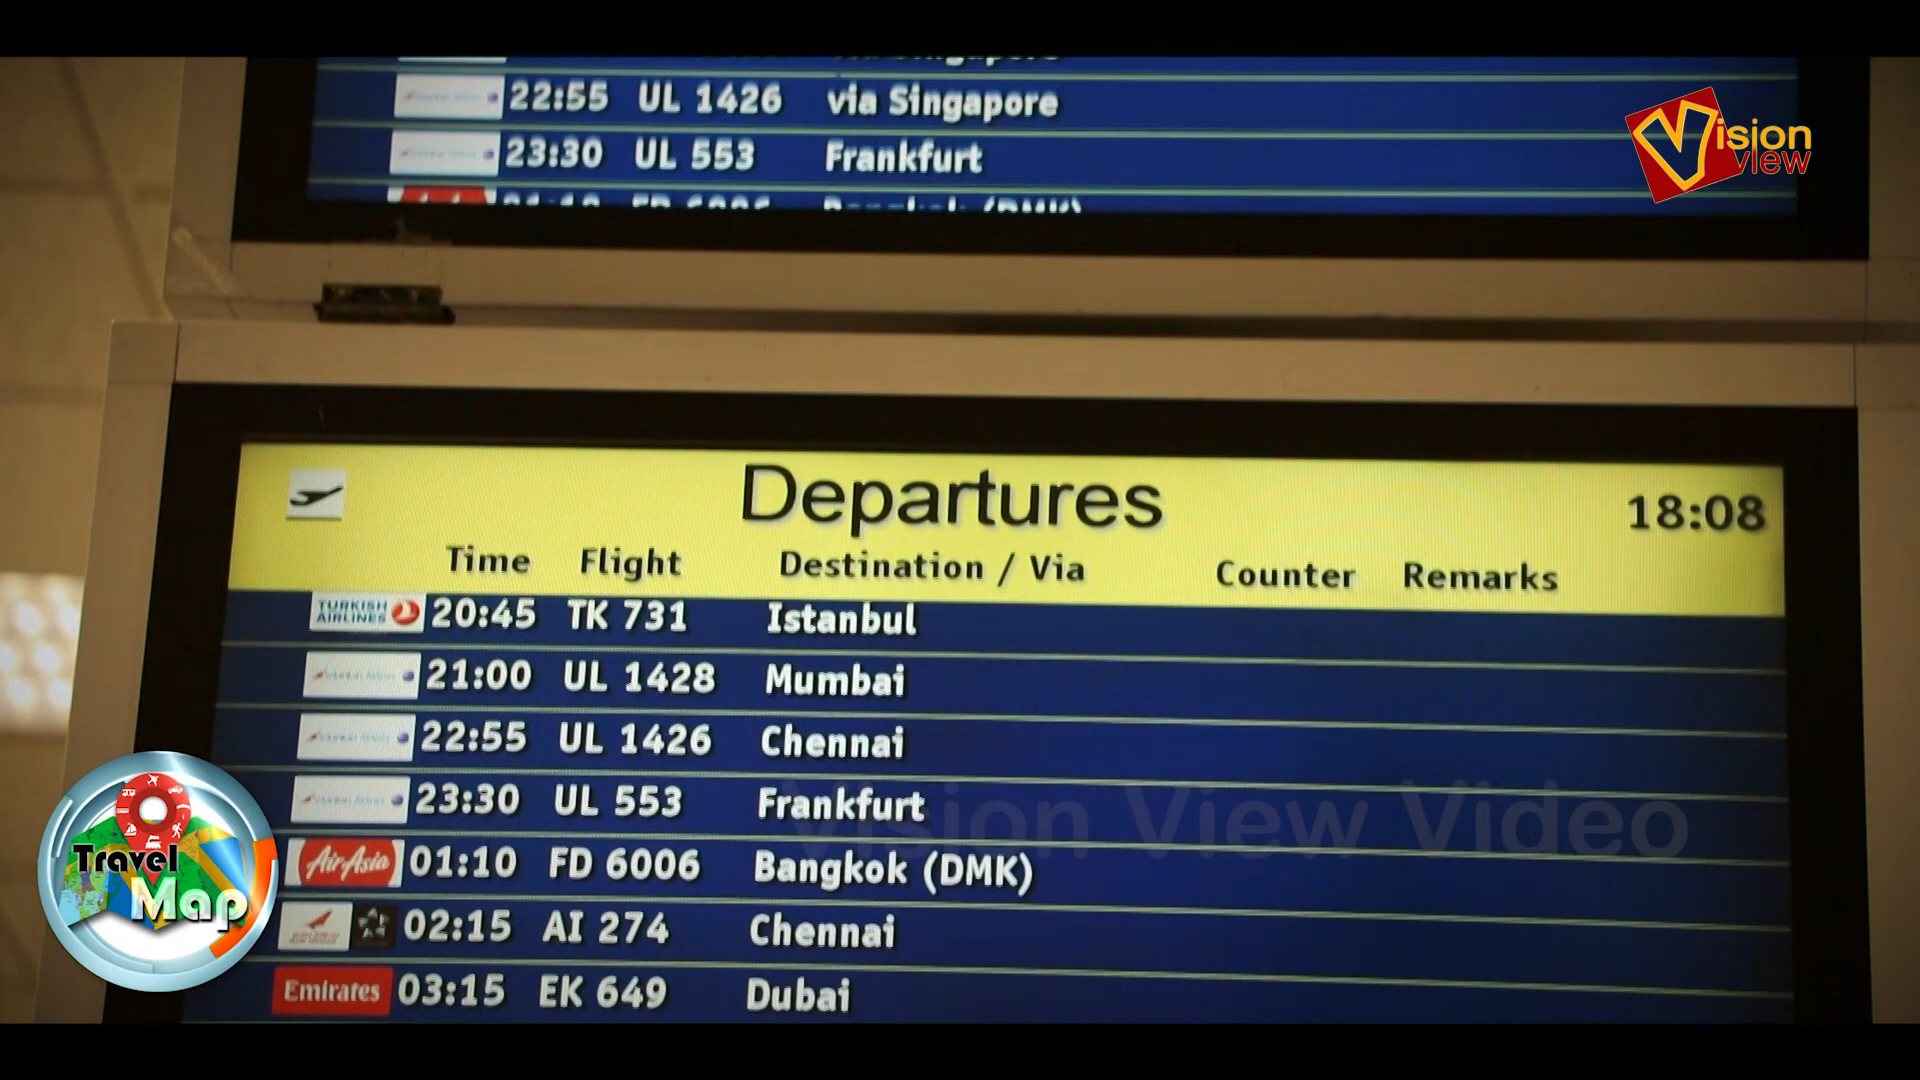 22:55 UL 1426 via Singapore
23:30 UL 553 Frankfurt
Vision
View
Departures 18:08
Time Flight Destination / Via Counter Remarks
TURKISH AIRLINES 20:45 TK 731 Istanbul
21:00 UL 1428 Mumbai
22:55 UL 1426 Chennai
23:30 UL 553 Frankfurt
Vision View Video
AirAsia 01:10 FD 6006 Bangkok (DMK)
02:15 AI 274 Chennai
Emirates 03:15 EK 649 Dubai
Travel
Map